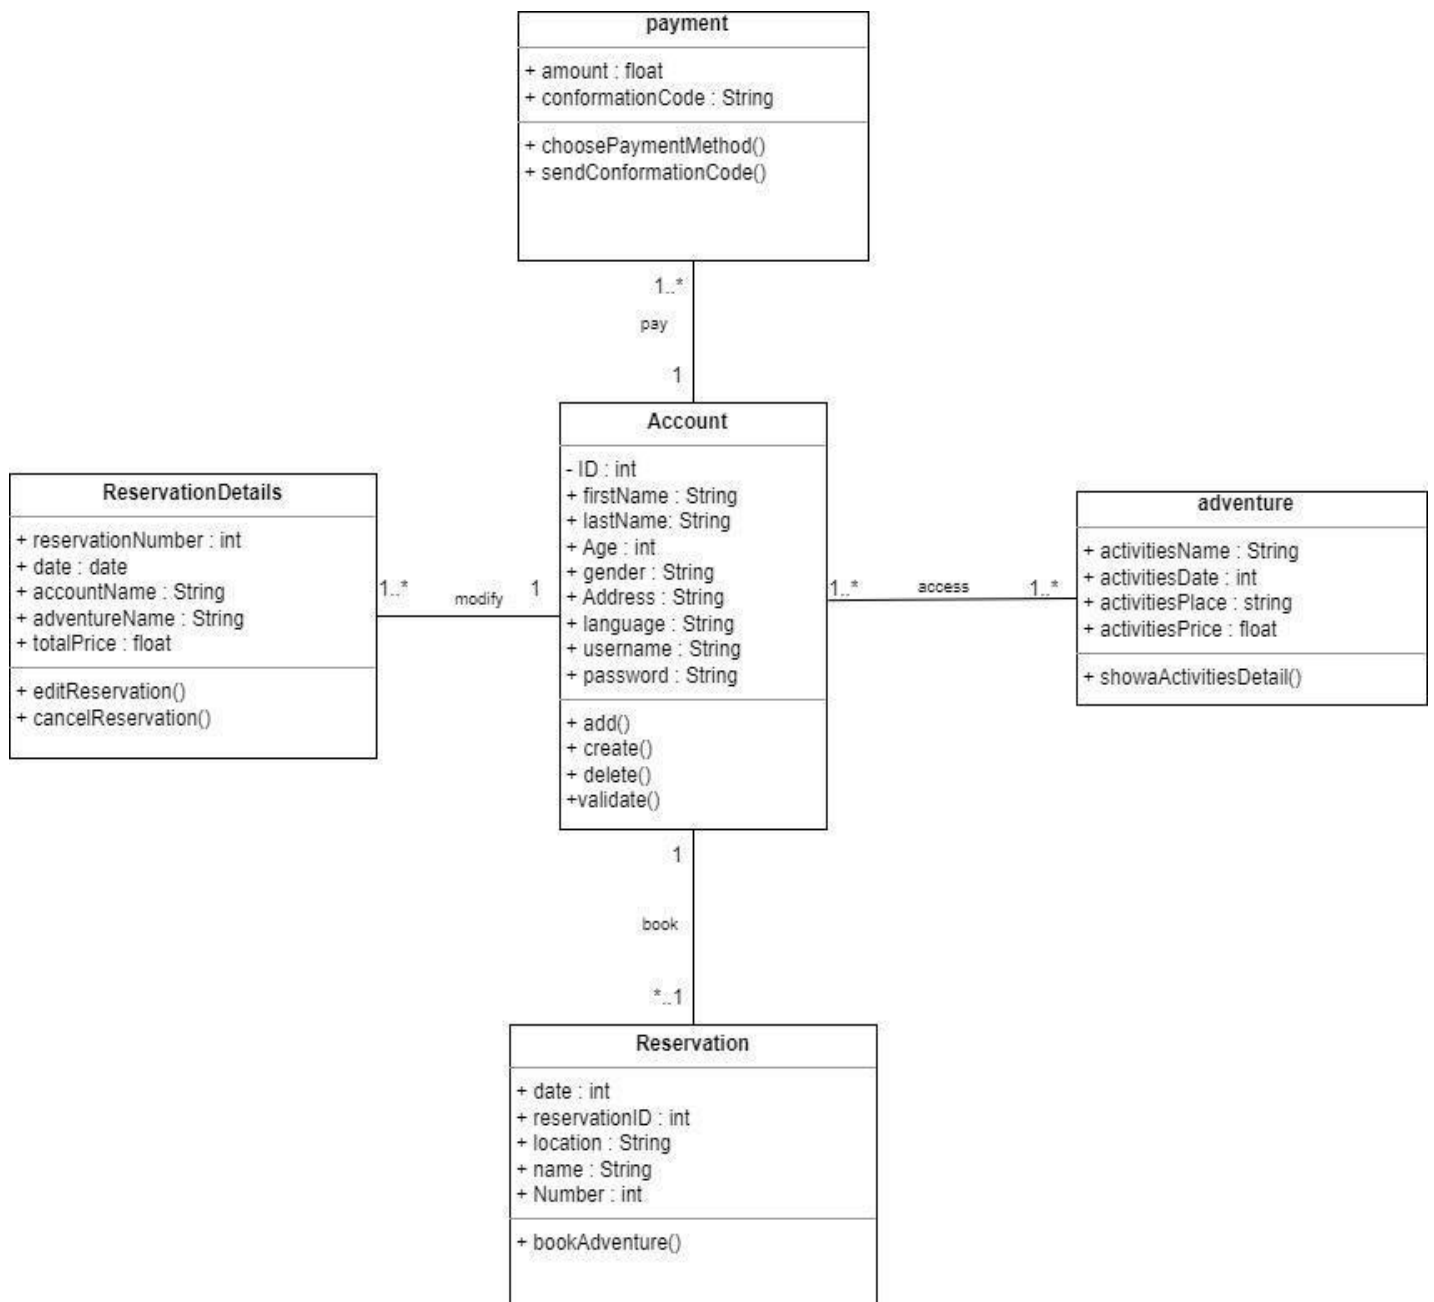 payment
+ amount : float
+ conformationCode : String
+ choosePaymentMethod()
+ sendConformationCode()
1..*
pay
1
Account
- ID : int
+ firstName : String
+ lastName: String
+ Age : int
+ gender : String
+ Address : String
+ language : String
+ username : String
+ password : String
+ add()
+ create()
+ delete()
+validate()
ReservationDetails
+ reservationNumber : int
+ date : date
+ accountName : String
+ adventureName : String
+ totalPrice : float
+ editReservation()
+ cancelReservation()
1..*
modify
1
1..*
access
1..*
adventure
+ activitiesName : String
+ activitiesDate : int
+ activitiesPlace : string
+ activitiesPrice : float
+ showaActivitiesDetail()
1
book
*..1
Reservation
+ date : int
+ reservationID : int
+ location : String
+ name : String
+ Number : int
+ bookAdventure()